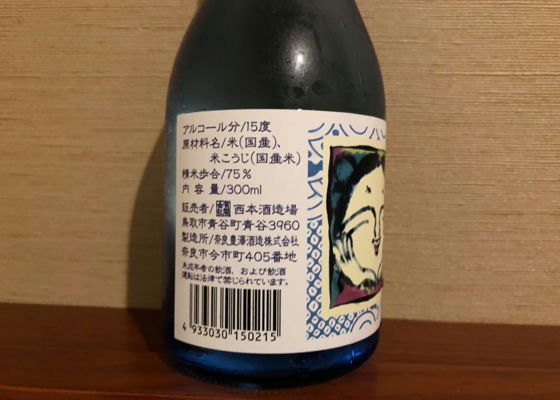 アルコール分/15度
原材料名/米(国産)、
米こうじ(国産米)
精米歩合/75%
内容量/300ml
販売者/西本酒造場
鳥取市青谷町青谷3960
製造所/奈良豊澤酒造株式会社
奈良市今市町405番地
未成年者の飲酒、および飲酒
運転は法律で禁じられています。
4 933030 150215